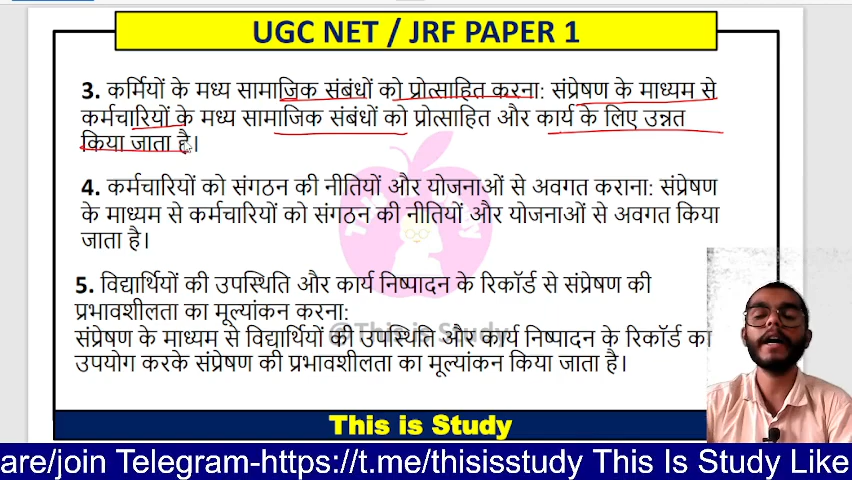 UGC NET / JRF PAPER 1
3. कर्मियों के मध्य सामाजिक संबंधों को प्रोत्साहित करना: संप्रेषण के माध्यम से
कर्मचारियों के मध्य सामाजिक संबंधों को प्रोत्साहित और कार्य के लिए उन्नत
किया जाता है।
4. कर्मचारियों को संगठन की नीतियों और योजनाओं से अवगत कराना: संप्रेषण
के माध्यम से कर्मचारियों को संगठन की नीतियों और योजनाओं से अवगत किया
जाता है।
5. विद्यार्थियों की उपस्थिति और कार्य निष्पादन के रिकॉर्ड से संप्रेषण की
प्रभावशीलता का मूल्यांकन करना:
@This is Study
संप्रेषण के माध्यम से विद्यार्थियों की उपस्थिति और कार्य निष्पादन के रिकॉर्ड का
उपयोग करके संप्रेषण की प्रभावशीलता का मूल्यांकन किया जाता है।
This is Study
are/join Telegram-https://t.me/thisisstudy This Is Study Like